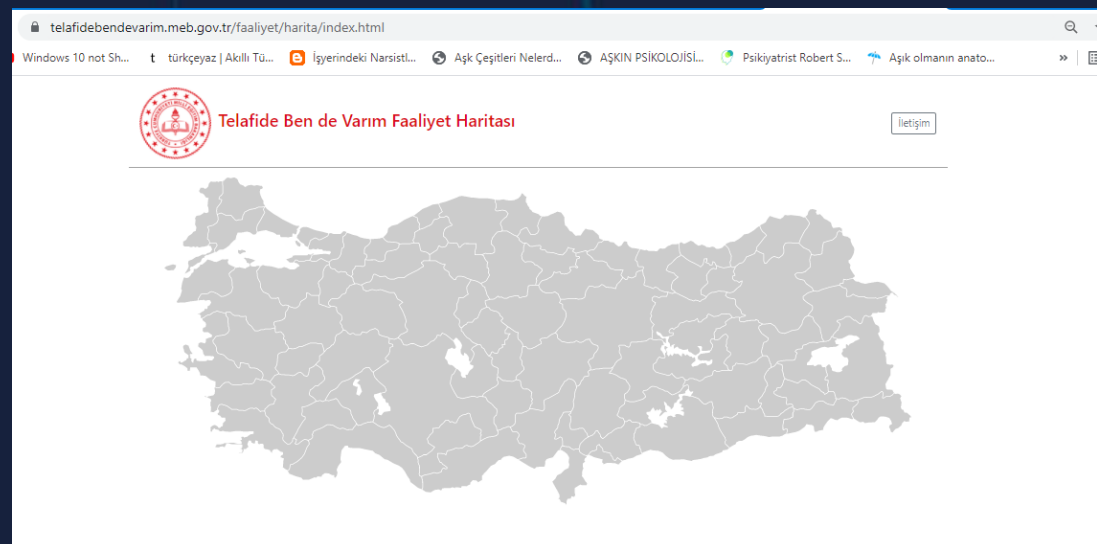 telafidebendevarim.meb.gov.tr/faaliyet/harita/index.html
Windows 10 not Sh... t türkçeyaz | Akıllı Tü... İşyerindeki Narsistl... Aşk Çeşitleri Nelerd... AŞKIN PSİKOLOJİSİ... Psikiyatrist Robert S... Aşık olmanın anato... »
Telafide Ben de Varım Faaliyet Haritası
İletişim